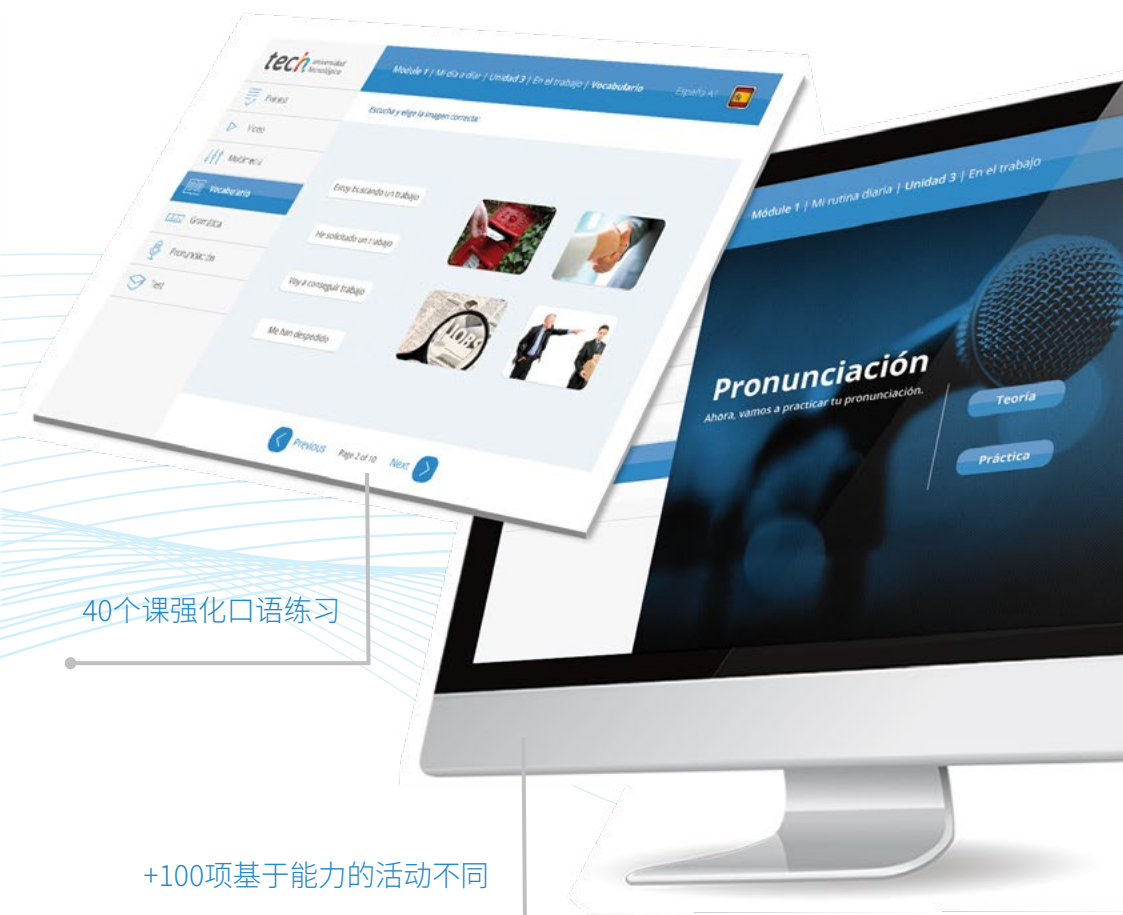 tech universidad
tecnológica
Module 1 | Mi día a díar | Unidad 3 | En el trabajo | Vocabulario
España A1
Escucha y elige la imagen correcta:
Video
Vocabulario
Gramática
Pronunciación
Test
Estoy buscando un trabajo
He solicitado un trabajo
Voy a conseguir trabajo
Me han despedido
JOBS
Previous
Page 2 of 10
Next
Módule 1 | Mi rutina diaria | Unidad 3 | En el trabajo
Pronunciación
Ahora, vamos a practicar tu pronunciación.
Teoría
Práctica
40个课强化口语练习
+100项基于能力的活动不同